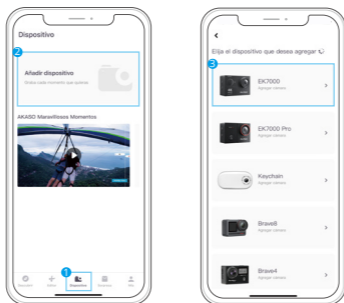 Dispositivo
2
Añadir dispositivo
AKASO Maravillosos Momentos
1
Dispositivo
Elija el dispositivo que desea agregar
3
EK7000
Agregar cámara
EK7000 Pro
Agregar cámara
Keychain
Agregar cámara
Brave8
Agregar cámara
Brave4
Agregar cámara